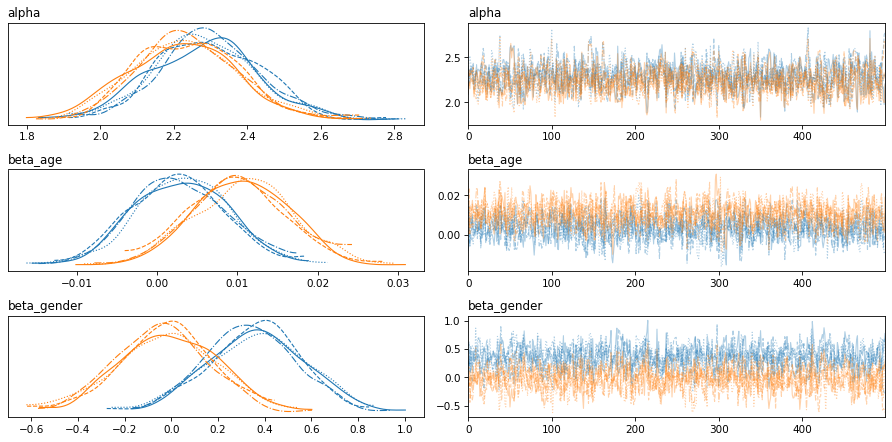 alpha
1.8 2.0 2.2 2.4 2.6 2.8
alpha
2.5
2.0
0 100 200 300 400
beta_age
−0.01 0.00 0.01 0.02 0.03
beta_age
0.02
0.00
0 100 200 300 400
beta_gender
−0.6 −0.4 −0.2 0.0 0.2 0.4 0.6 0.8 1.0
beta_gender
1.0
0.5
0.0
−0.5
0 100 200 300 400